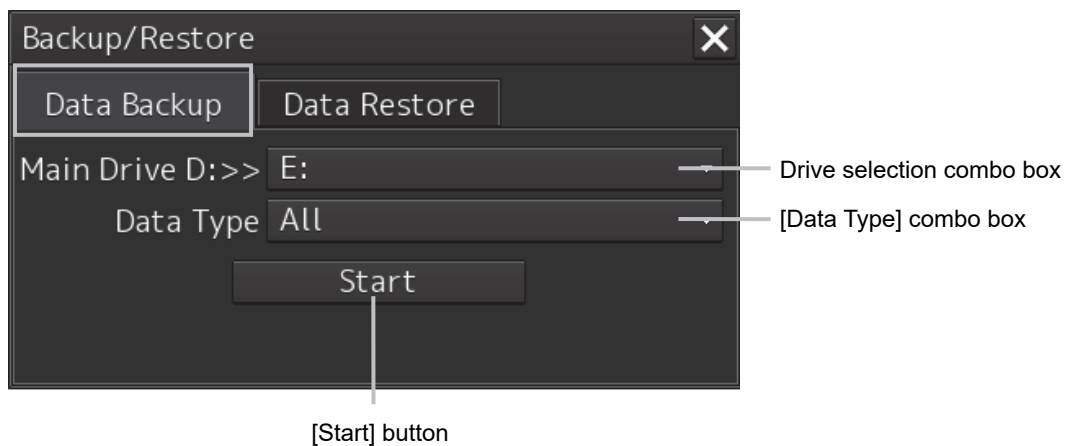 Backup/Restore
Data Backup
Data Restore
Main Drive D:>> E:
Drive selection combo box
Data Type All
[Data Type] combo box
Start
[Start] button